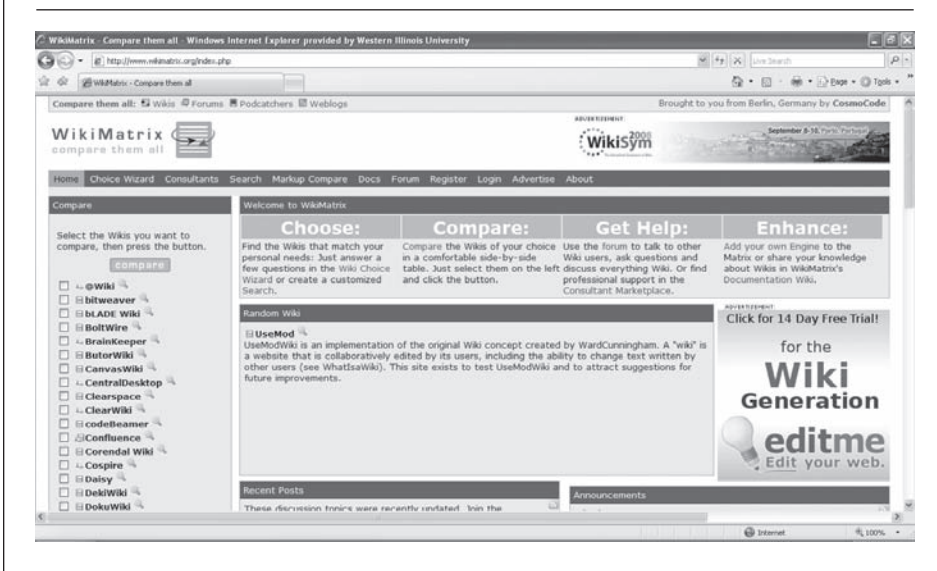 WikiMatrix - Compare them all - Windows Internet Explorer provided by Western Illinois University
http://www.wikimatrix.org/index.php
Live Search
WikiMatrix - Compare them all
Page
Tools
Compare them all: Wikis Forums Podcatchers Weblogs
Brought to you from Berlin, Germany by CosmoCode
WikiMatrix
compare them all
ADVERTISEMENT:
WikiSym 2008
September 8-10, Porto, Portugal
Home Choice Wizard Consultants Search Markup Compare Docs Forum Register Login Advertise About
Compare
Select the Wikis you want to
compare, then press the button.
compare
@Wiki
bitweaver
bLADE Wiki
BoltWire
BrainKeeper
ButorWiki
CanvasWiki
CentralDesktop
Clearspace
ClearWiki
codeBeamer
Confluence
Corendal Wiki
Cospire
Daisy
DekiWiki
DokuWiki
Welcome to WikiMatrix
Choose:
Find the Wikis that match your
personal needs: Just answer a
few questions in the Wiki Choice
Wizard or create a customized
Search.
Compare:
Compare the Wikis of your choice
in a comfortable side-by-side
table. Just select them on the left
and click the button.
Get Help:
Use the forum to talk to other
Wiki users, ask questions and
discuss everything Wiki. Or find
professional support in the
Consultant Marketplace.
Enhance:
Add your own Engine to the
Matrix or share your knowledge
about Wikis in WikiMatrix's
Documentation Wiki.
Random Wiki
UseMod
UseModWiki is an implementation of the original Wiki concept created by WardCunningham. A "wiki" is
a website that is collaboratively edited by its users, including the ability to change text written by
other users (see WhatIsaWiki). This site exists to test UseModWiki and to attract suggestions for
future improvements.
ADVERTISEMENT:
Click for 14 Day Free Trial!
for the
Wiki
Generation
editme
Edit your web.
Recent Posts
These discussion topics were recently updated. Join the
Announcements
Internet
100%